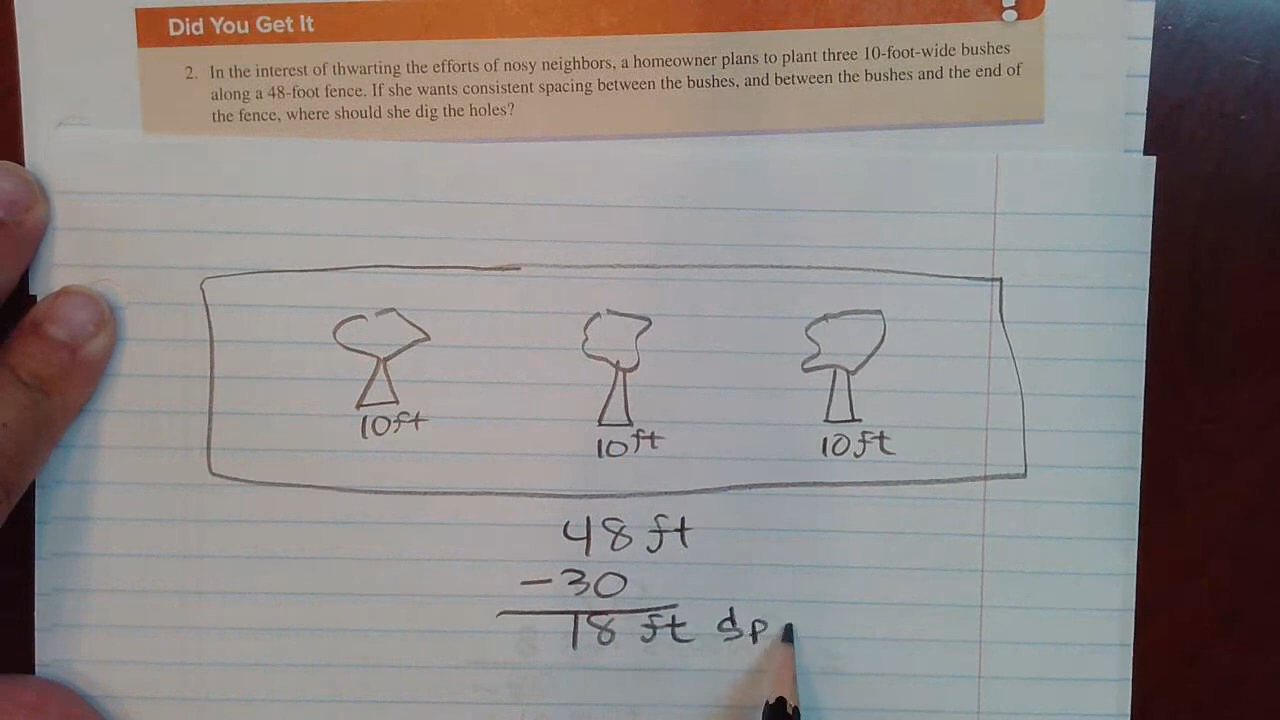 Did You Get It
2. In the interest of thwarting the efforts of nosy neighbors, a homeowner plans to plant three 10-foot-wide bushes
along a 48-foot fence. If she wants consistent spacing between the bushes, and between the bushes and the end of
the fence, where should she dig the holes?
10ft 10ft 10ft
48 ft
-30
18 ft sp